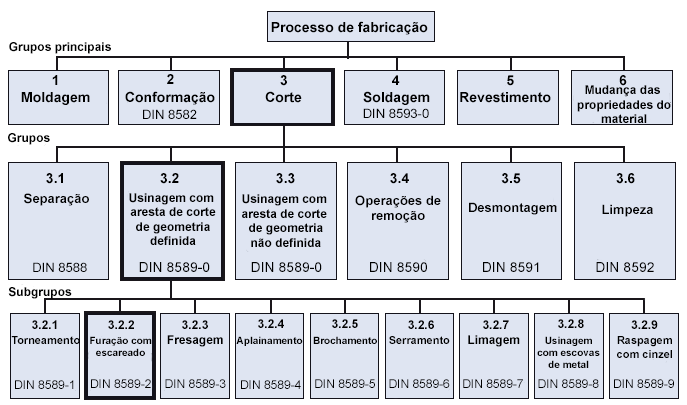 Processo de fabricação
Grupos principais
1
Moldagem
2
Conformação
DIN 8582
3
Corte
4
Soldagem
DIN 8593-0
5
Revestimento
6
Mudança das
propriedades do
material
Grupos
3.1
Separação
DIN 8588
3.2
Usinagem com
aresta de corte
de geometria
definida
DIN 8589-0
3.3
Usinagem com
aresta de corte
de geometria
não definida
DIN 8589-0
3.4
Operações de
remoção
DIN 8590
3.5
Desmontagem
DIN 8591
3.6
Limpeza
DIN 8592
Subgrupos
3.2.1
Torneamento
DIN 8589-1
3.2.2
Furação com
escareado
DIN 8589-2
3.2.3
Fresagem
DIN 8589-3
3.2.4
Aplainamento
DIN 8589-4
3.2.5
Brochamento
DIN 8589-5
3.2.6
Serramento
DIN 8589-6
3.2.7
Limagem
DIN 8589-7
3.2.8
Usinagem
com escovas
de metal
DIN 8589-8
3.2.9
Raspagem
com cinzel
DIN 8589-9